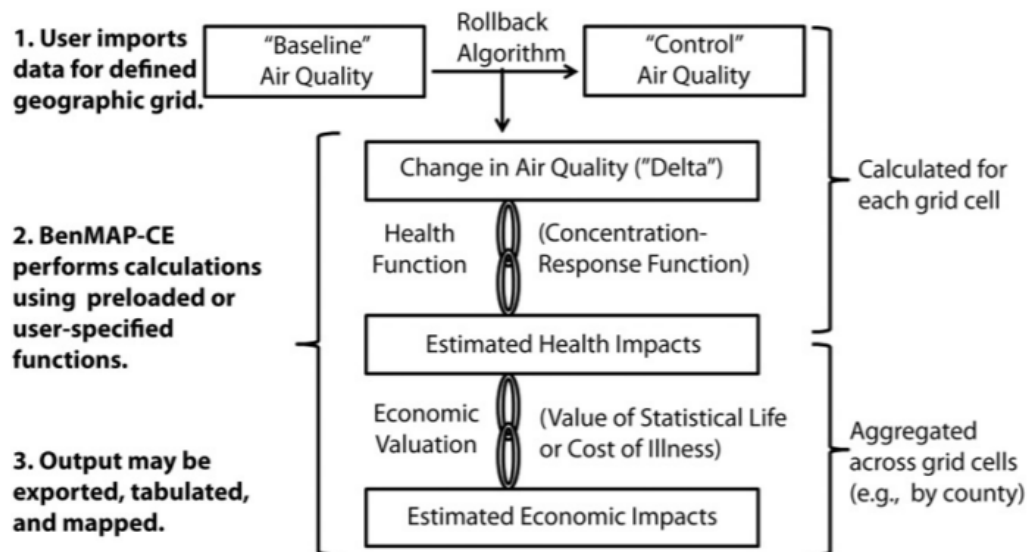 1. User imports
data for defined
geographic grid.
"Baseline"
Air Quality
Rollback
Algorithm
"Control"
Air Quality
Change in Air Quality ("Delta")
Calculated for
each grid cell
2. BenMAP-CE
performs calculations
using preloaded or
user-specified
functions.
Health
Function
(Concentration-
Response Function)
Estimated Health Impacts
Economic
Valuation
(Value of Statistical Life
or Cost of Illness)
Aggregated
across grid cells
(e.g., by county)
3. Output may be
exported, tabulated,
and mapped.
Estimated Economic Impacts